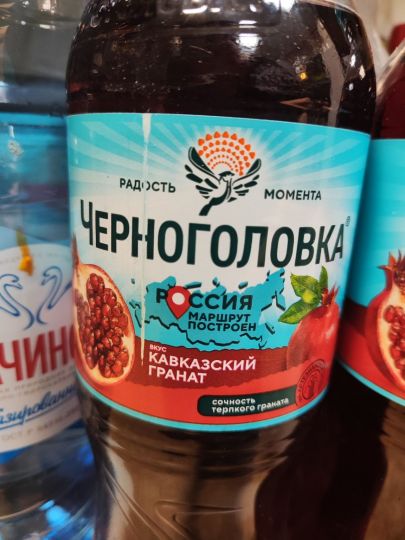 РАДОСТЬ МОМЕНТА
ЧЕРНОГОЛОВКА®
РОССИЯ
МАРШРУТ
ПОСТРОЕН
ВКУС
КАВКАЗСКИЙ
ГРАНАТ
сочность
терпкого граната